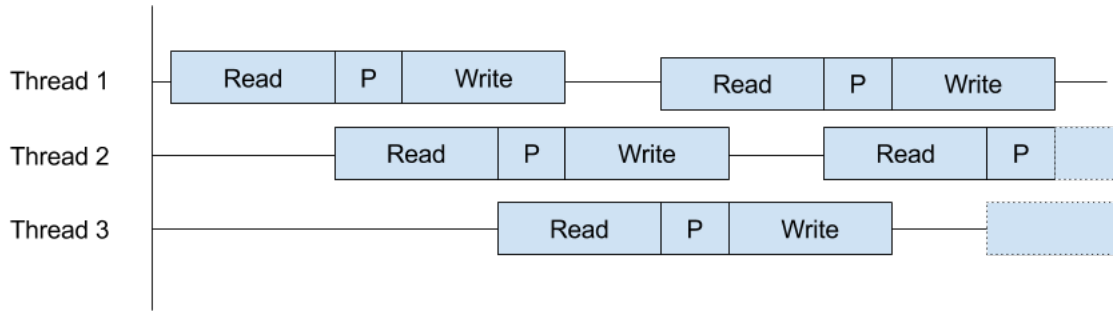 Thread 1 Read P Write Read P Write
Thread 2 Read P Write Read P
Thread 3 Read P Write